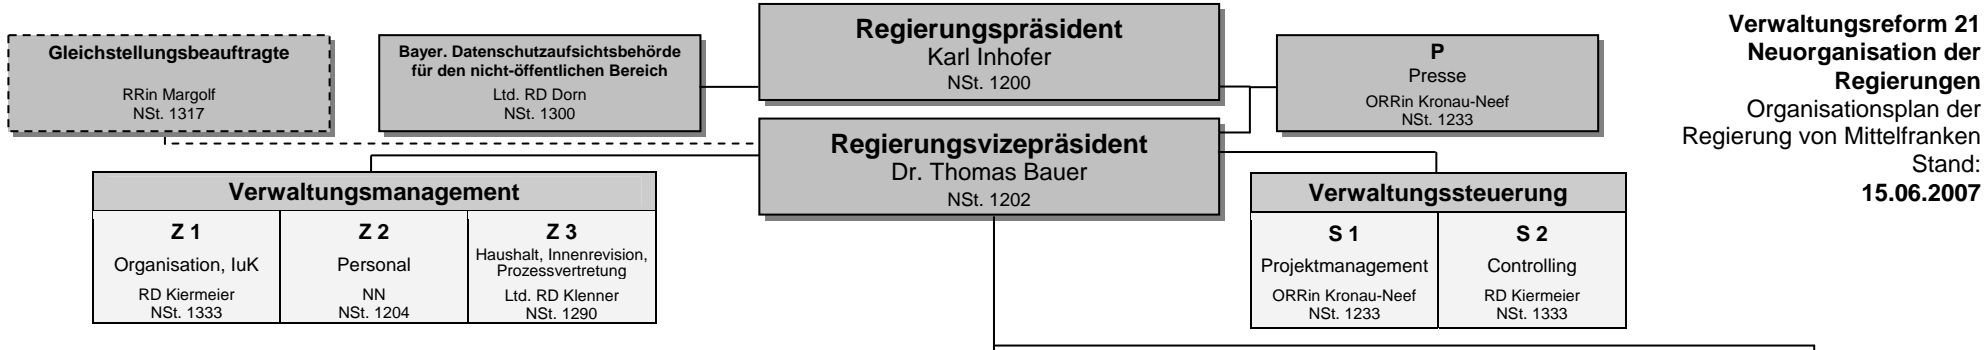 Gleichstellungsbeauftragte
RRin Margolf
NSt. 1317
Bayer. Datenschutzaufsichtsbehörde
für den nicht-öffentlichen Bereich
Ltd. RD Dorn
NSt. 1300
Regierungspräsident
Karl Inhofer
NSt. 1200
P
Presse
ORRin Kronau-Neef
NSt. 1233
Verwaltungsreform 21
Neuorganisation der
Regierungen
Organisationsplan der
Regierung von Mittelfranken
Stand:
15.06.2007
Regierungsvizepräsident
Dr. Thomas Bauer
NSt. 1202
Verwaltungsmanagement
Z 1
Organisation, IuK
RD Kiermeier
NSt. 1333
Z 2
Personal
NN
NSt. 1204
Z 3
Haushalt, Innenrevision,
Prozessvertretung
Ltd. RD Klenner
NSt. 1290
Verwaltungssteuerung
S 1
Projektmanagement
ORRin Kronau-Neef
NSt. 1233
S 2
Controlling
RD Kiermeier
NSt. 1333